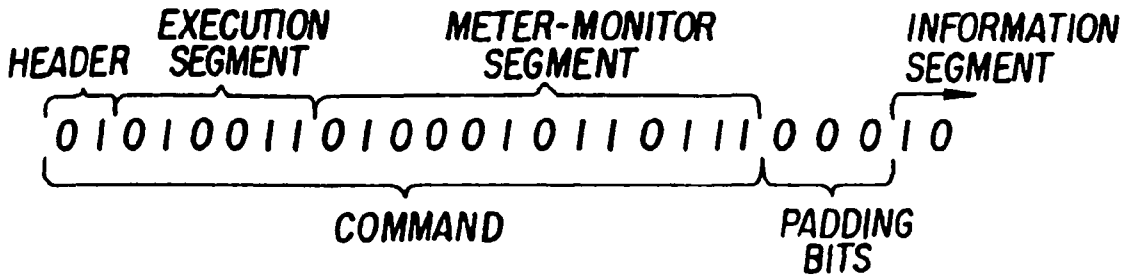 HEADER
EXECUTION
SEGMENT
METER-MONITOR
SEGMENT
INFORMATION
SEGMENT
0 1 0 1 0 0 1 1 0 1 0 0 0 1 0 1 1 0 1 1 1 0 0 0 1 0
COMMAND
PADDING
BITS